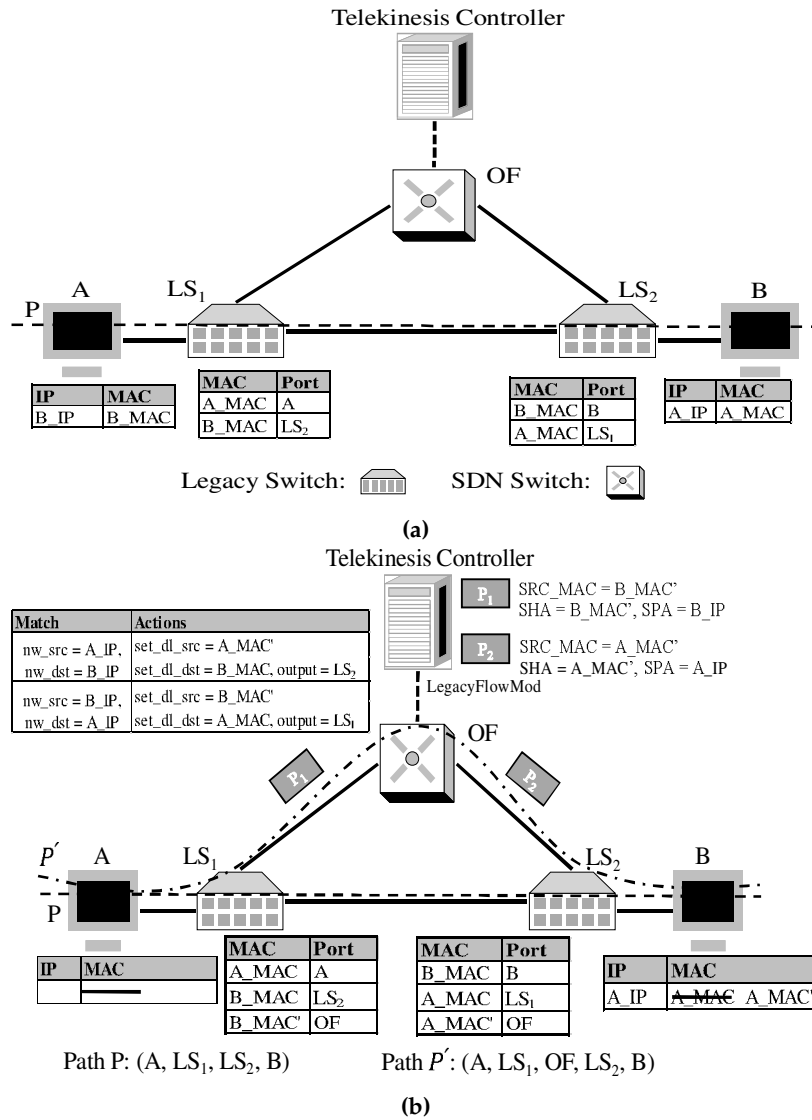 Telekinesis Controller
OF
P
A
LS₁
LS₂
B
IP MAC
B_IP B_MAC
MAC Port
A_MAC A
B_MAC LS₂
MAC Port
B_MAC B
A_MAC LS₁
IP MAC
A_IP A_MAC
Legacy Switch:
SDN Switch:
(a)
Telekinesis Controller
P₁
SRC_MAC = B_MAC'
SHA = B_MAC', SPA = B_IP
P₂
SRC_MAC = A_MAC'
SHA = A_MAC', SPA = A_IP
LegacyFlowMod
Match Actions
nw_src = A_IP, set_dl_src = A_MAC'
nw_dst = B_IP set_dl_dst = B_MAC, output = LS₂
nw_src = B_IP, set_dl_src = B_MAC'
nw_dst = A_IP set_dl_dst = A_MAC, output = LS₁
OF
P₁
P₂
P′
A
LS₁
LS₂
B
P
IP MAC
MAC Port
A_MAC A
B_MAC LS₂
B_MAC' OF
MAC Port
B_MAC B
A_MAC LS₁
A_MAC' OF
IP MAC
A_IP A_MAC A_MAC'
Path P: (A, LS₁, LS₂, B)
Path P′: (A, LS₁, OF, LS₂, B)
(b)